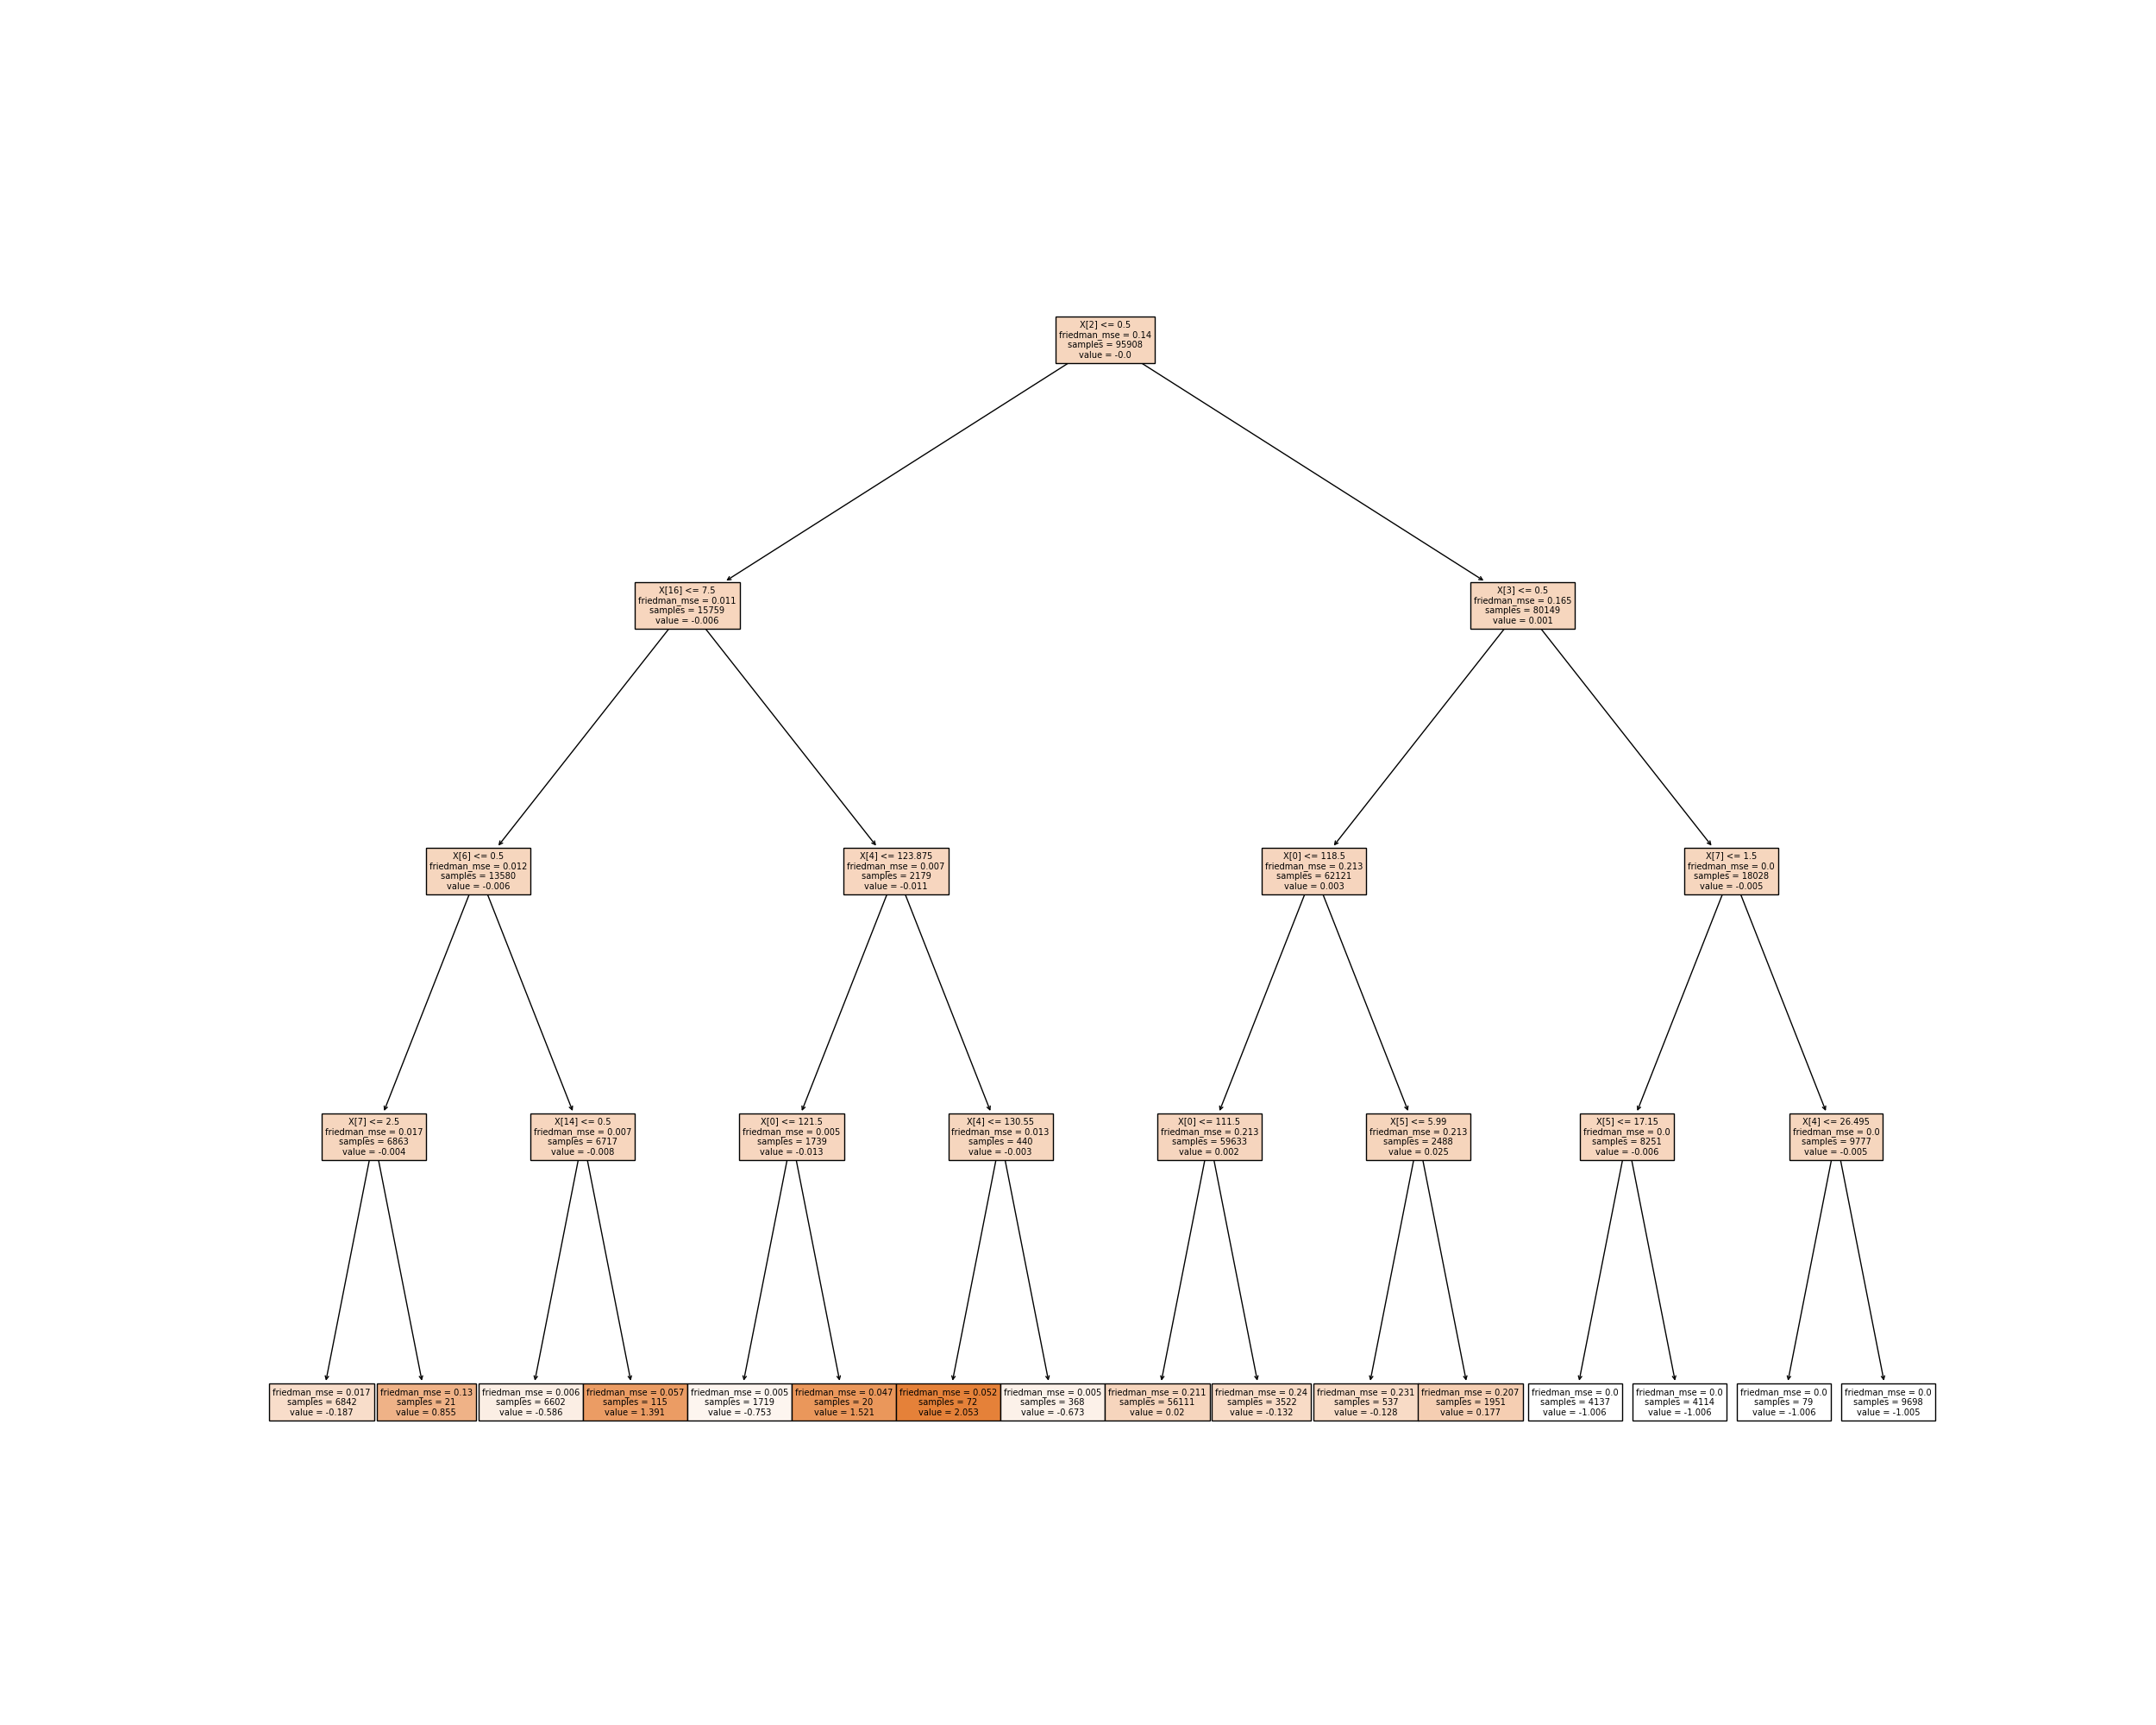 X[2] <= 0.5
friedman_mse = 0.14
samples = 95908
value = -0.0
X[16] <= 7.5
friedman_mse = 0.011
samples = 15759
value = -0.006
X[3] <= 0.5
friedman_mse = 0.165
samples = 80149
value = 0.001
X[6] <= 0.5
friedman_mse = 0.012
samples = 13580
value = -0.006
X[4] <= 123.875
friedman_mse = 0.007
samples = 2179
value = -0.011
X[0] <= 118.5
friedman_mse = 0.213
samples = 62121
value = 0.003
X[7] <= 1.5
friedman_mse = 0.0
samples = 18028
value = -0.005
X[7] <= 2.5
friedman_mse = 0.017
samples = 6863
value = -0.004
X[14] <= 0.5
friedman_mse = 0.007
samples = 6717
value = -0.008
X[0] <= 121.5
friedman_mse = 0.005
samples = 1739
value = -0.013
X[4] <= 130.55
friedman_mse = 0.013
samples = 440
value = -0.003
X[0] <= 111.5
friedman_mse = 0.213
samples = 59633
value = 0.002
X[5] <= 5.99
friedman_mse = 0.213
samples = 2488
value = 0.025
X[5] <= 17.15
friedman_mse = 0.0
samples = 8251
value = -0.006
X[4] <= 26.495
friedman_mse = 0.0
samples = 9777
value = -0.005
friedman_mse = 0.017
samples = 6842
value = -0.187
friedman_mse = 0.13
samples = 21
value = 0.855
friedman_mse = 0.006
samples = 6602
value = -0.586
friedman_mse = 0.057
samples = 115
value = 1.391
friedman_mse = 0.005
samples = 1719
value = -0.753
friedman_mse = 0.047
samples = 20
value = 1.521
friedman_mse = 0.052
samples = 72
value = 2.053
friedman_mse = 0.005
samples = 368
value = -0.673
friedman_mse = 0.211
samples = 56111
value = 0.02
friedman_mse = 0.24
samples = 3522
value = -0.132
friedman_mse = 0.231
samples = 537
value = -0.128
friedman_mse = 0.207
samples = 1951
value = 0.177
friedman_mse = 0.0
samples = 4137
value = -1.006
friedman_mse = 0.0
samples = 4114
value = -1.006
friedman_mse = 0.0
samples = 79
value = -1.006
friedman_mse = 0.0
samples = 9698
value = -1.005